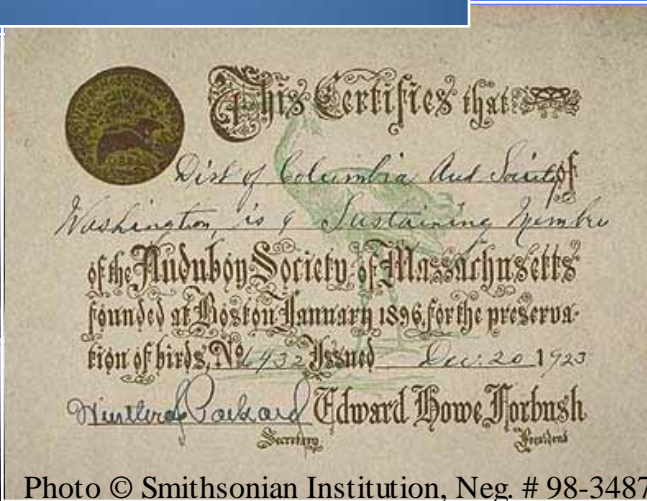 This Certifies that
Dist of Columbia Aud Society of
Washington, is a Sustaining Member
of the Audubon Society of Massachusetts
founded at Boston January 1896, for the preserva-
tion of birds, No 6432 Issued Dec. 20 1923
Winthrop Packard Edward Howe Forbush
Secretary President
Photo © Smithsonian Institution, Neg. # 98-3487